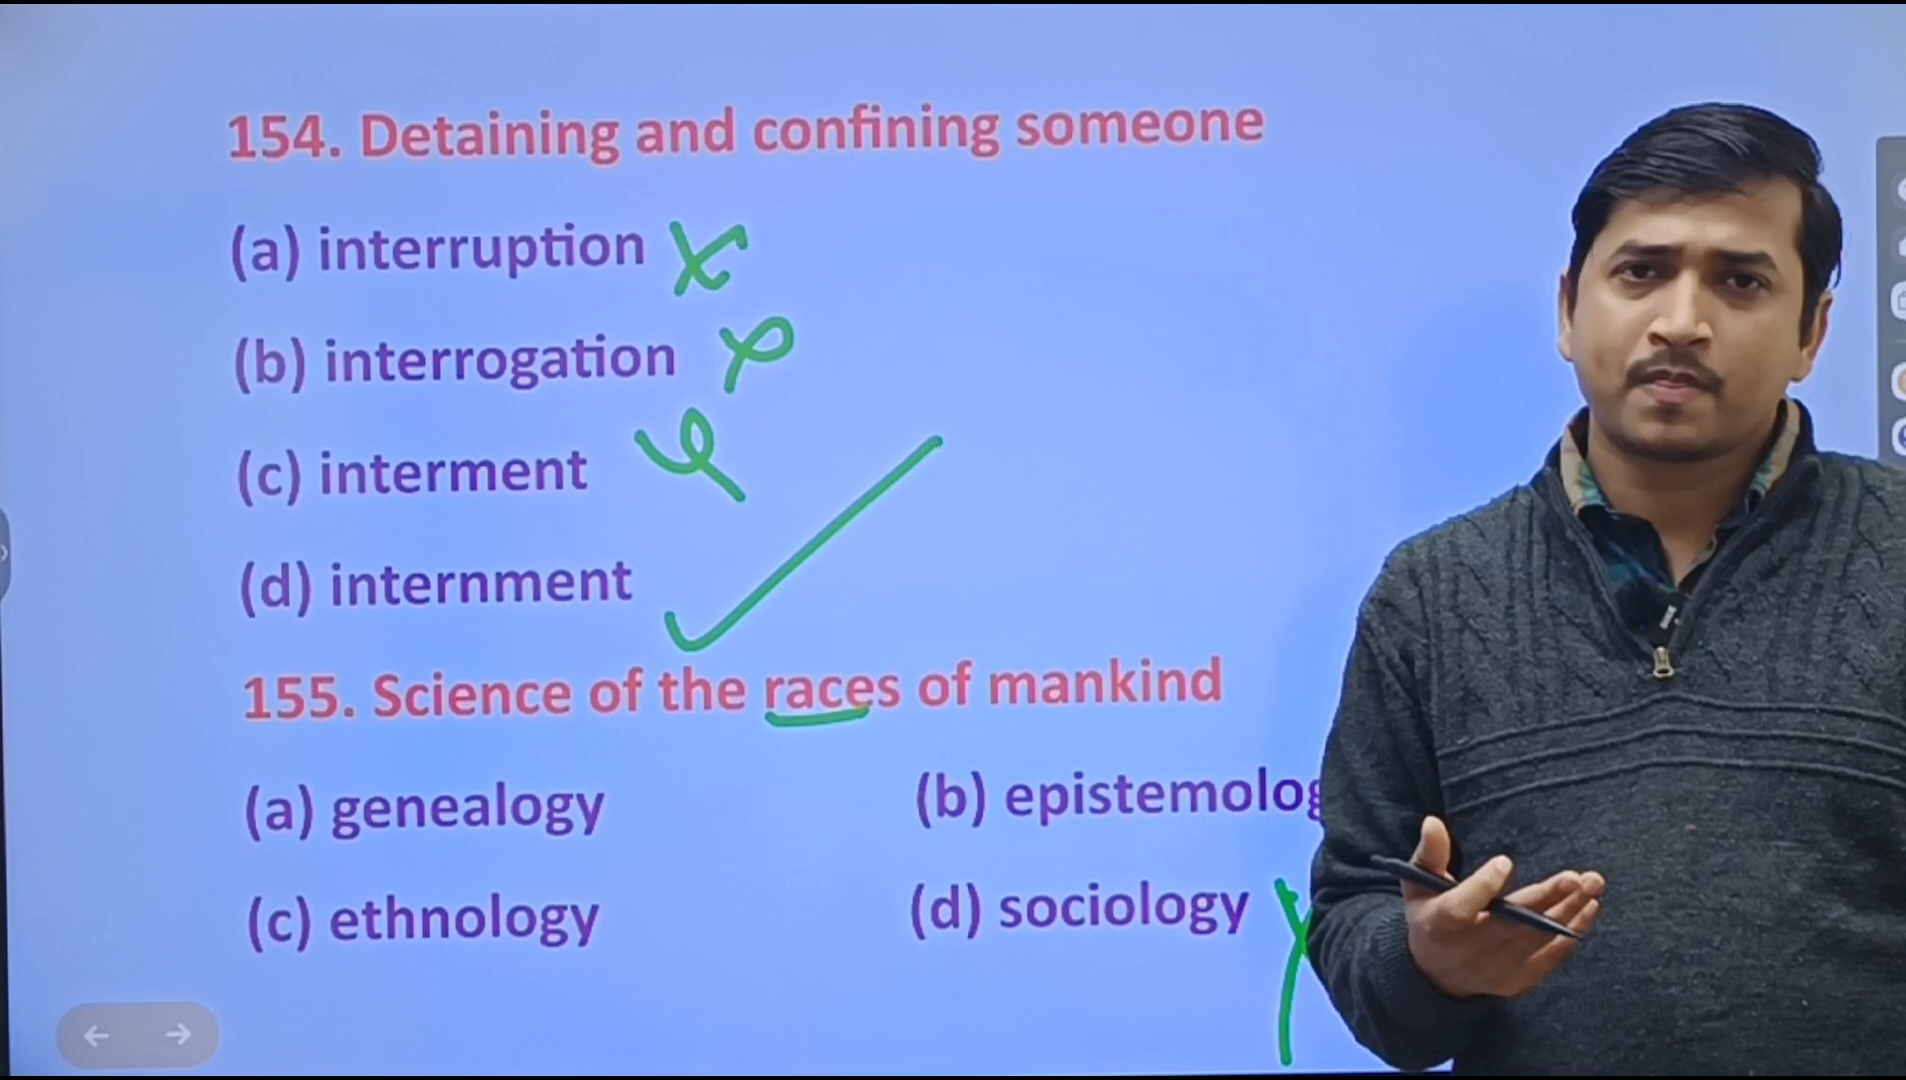 154. Detaining and confining someone
(a) interruption
(b) interrogation
(c) interment
(d) internment
155. Science of the races of mankind
(a) genealogy (b) epistemolog
(c) ethnology (d) sociology